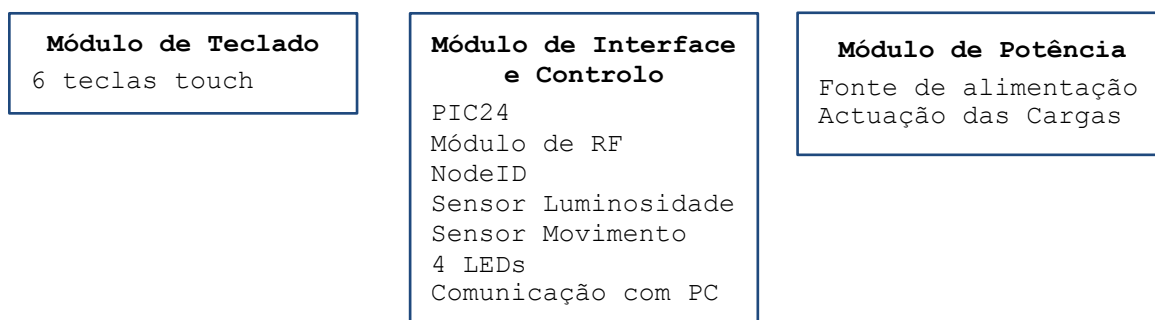 Módulo de Teclado
6 teclas touch
Módulo de Interface
e Controlo
PIC24
Módulo de RF
NodeID
Sensor Luminosidade
Sensor Movimento
4 LEDs
Comunicação com PC
Módulo de Potência
Fonte de alimentação
Actuação das Cargas